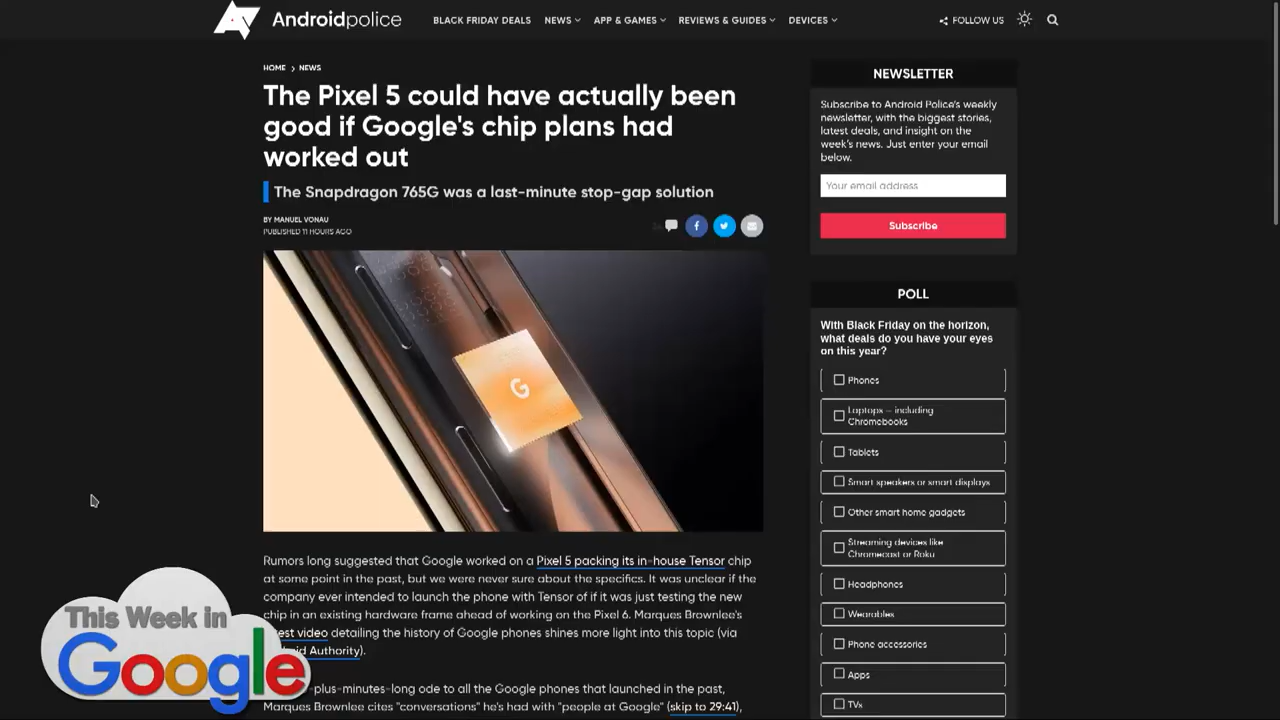 Androidpolice
BLACK FRIDAY DEALS NEWS APP & GAMES REVIEWS & GUIDES DEVICES FOLLOW US
HOME > NEWS
The Pixel 5 could have actually been
good if Google's chip plans had
worked out
The Snapdragon 765G was a last-minute stop-gap solution
BY MANUEL VONAU
PUBLISHED 11 HOURS AGO
G
Rumors long suggested that Google worked on a Pixel 5 packing its in-house Tensor chip
at some point in the past, but we were never sure about the specifics. It was unclear if the
company ever intended to launch the phone with Tensor of if it was just testing the new
chip in an existing hardware frame ahead of working on the Pixel 6. Marques Brownlee's
video detailing the history of Google phones shines more light into this topic (via
Authority).
-plus-minutes-long ode to all the Google phones that launched in the past,
Marques Brownlee cites "conversations" he's had with "people at Google" (skip to 29:41),
NEWSLETTER
Subscribe to Android Police's weekly
newsletter, with the biggest stories,
latest deals, and insight on the
week's news. Just enter your email
below.
Your email address
Subscribe
POLL
With Black Friday on the horizon,
what deals do you have your eyes
on this year?
Phones
Laptops – including
Chromebooks
Tablets
Smart speakers or smart displays
Other smart home gadgets
Streaming devices like
Chromecast or Roku
Headphones
Wearables
Phone accessories
Apps
TVs
This Week in
Google